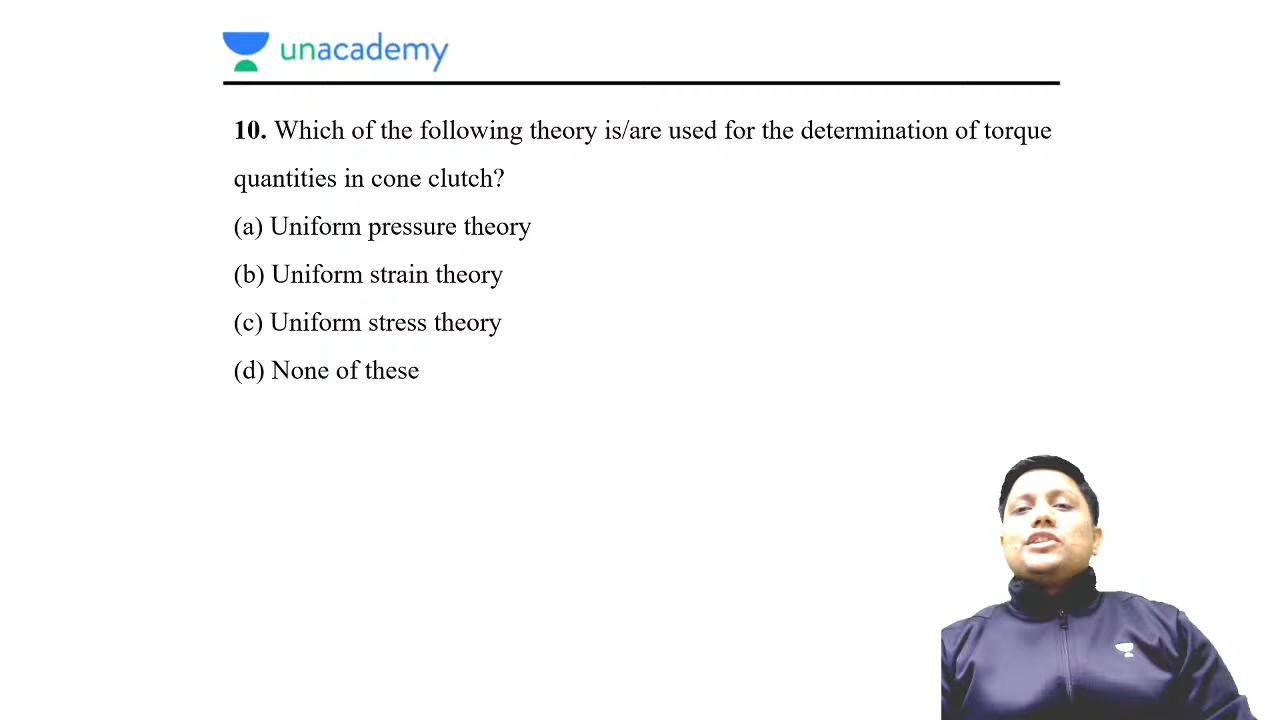 unacademy
10. Which of the following theory is/are used for the determination of torque
quantities in cone clutch?
(a) Uniform pressure theory
(b) Uniform strain theory
(c) Uniform stress theory
(d) None of these